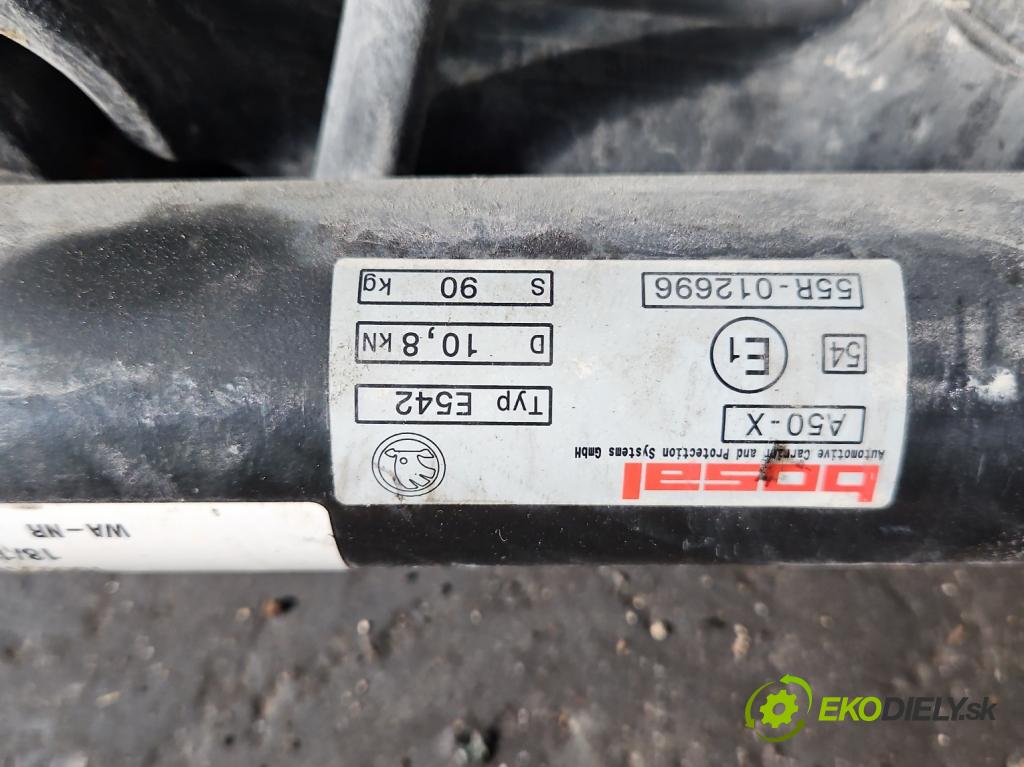 bosal
Automotive Carrier and Protection Systems GmbH
A50-X
Typ E542
54
E1
D 10,8 kN
55R-012696
S 90 kg
WA-NR
EKODIELY.sk